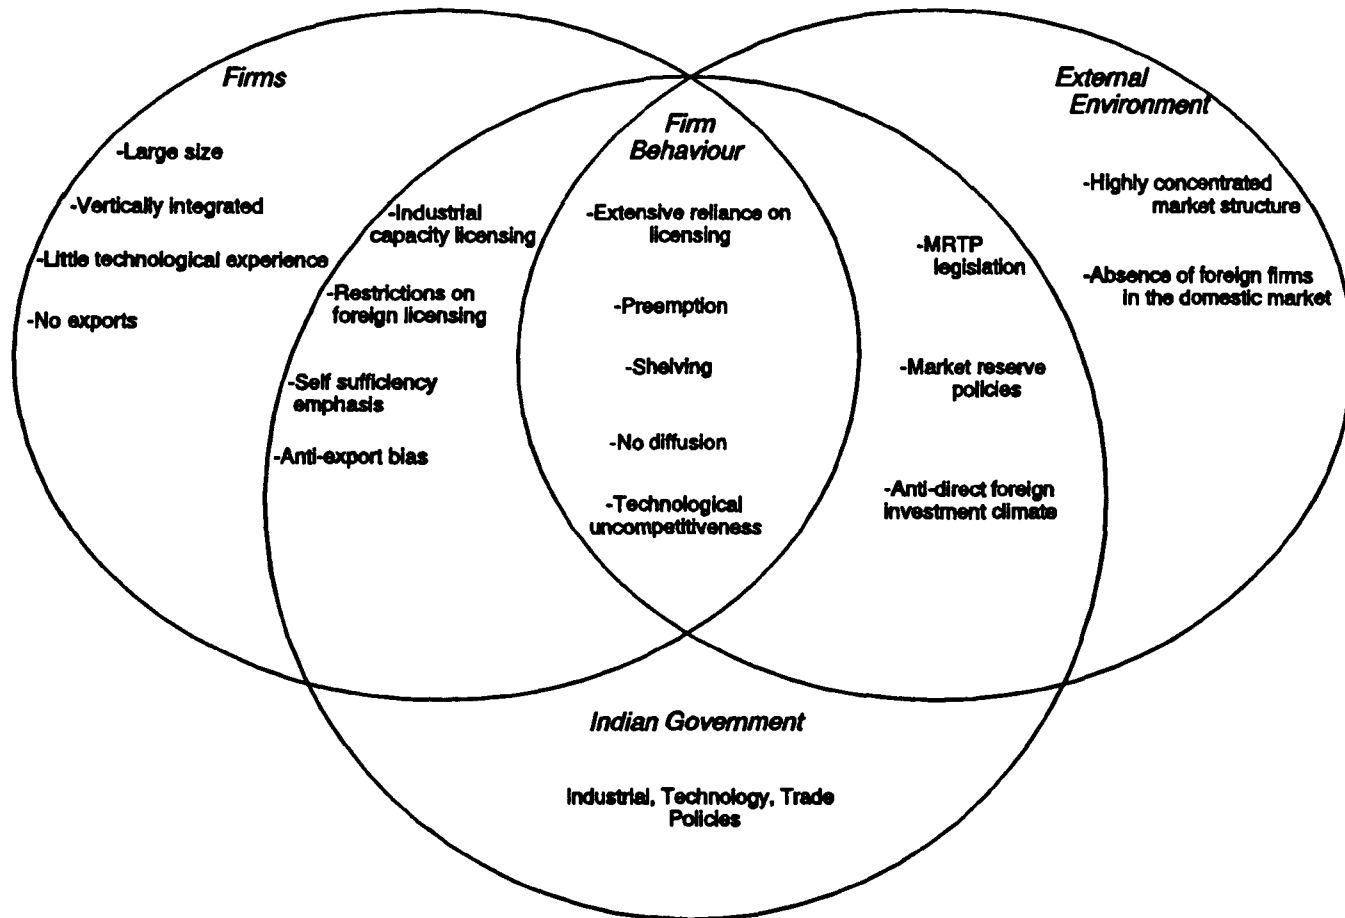 Firms
-Large size
-Vertically integrated
-Little technological experience
-No exports
-Industrial
capacity licensing
-Restrictions on
foreign licensing
-Self sufficiency
emphasis
-Anti-export bias
Firm
Behaviour
-Extensive reliance on
licensing
-Preemption
-Shelving
-No diffusion
-Technological
uncompetitiveness
-MRTP
legislation
-Market reserve
policies
-Anti-direct foreign
investment climate
External
Environment
-Highly concentrated
market structure
-Absence of foreign firms
in the domestic market
Indian Government
Industrial, Technology, Trade
Policies